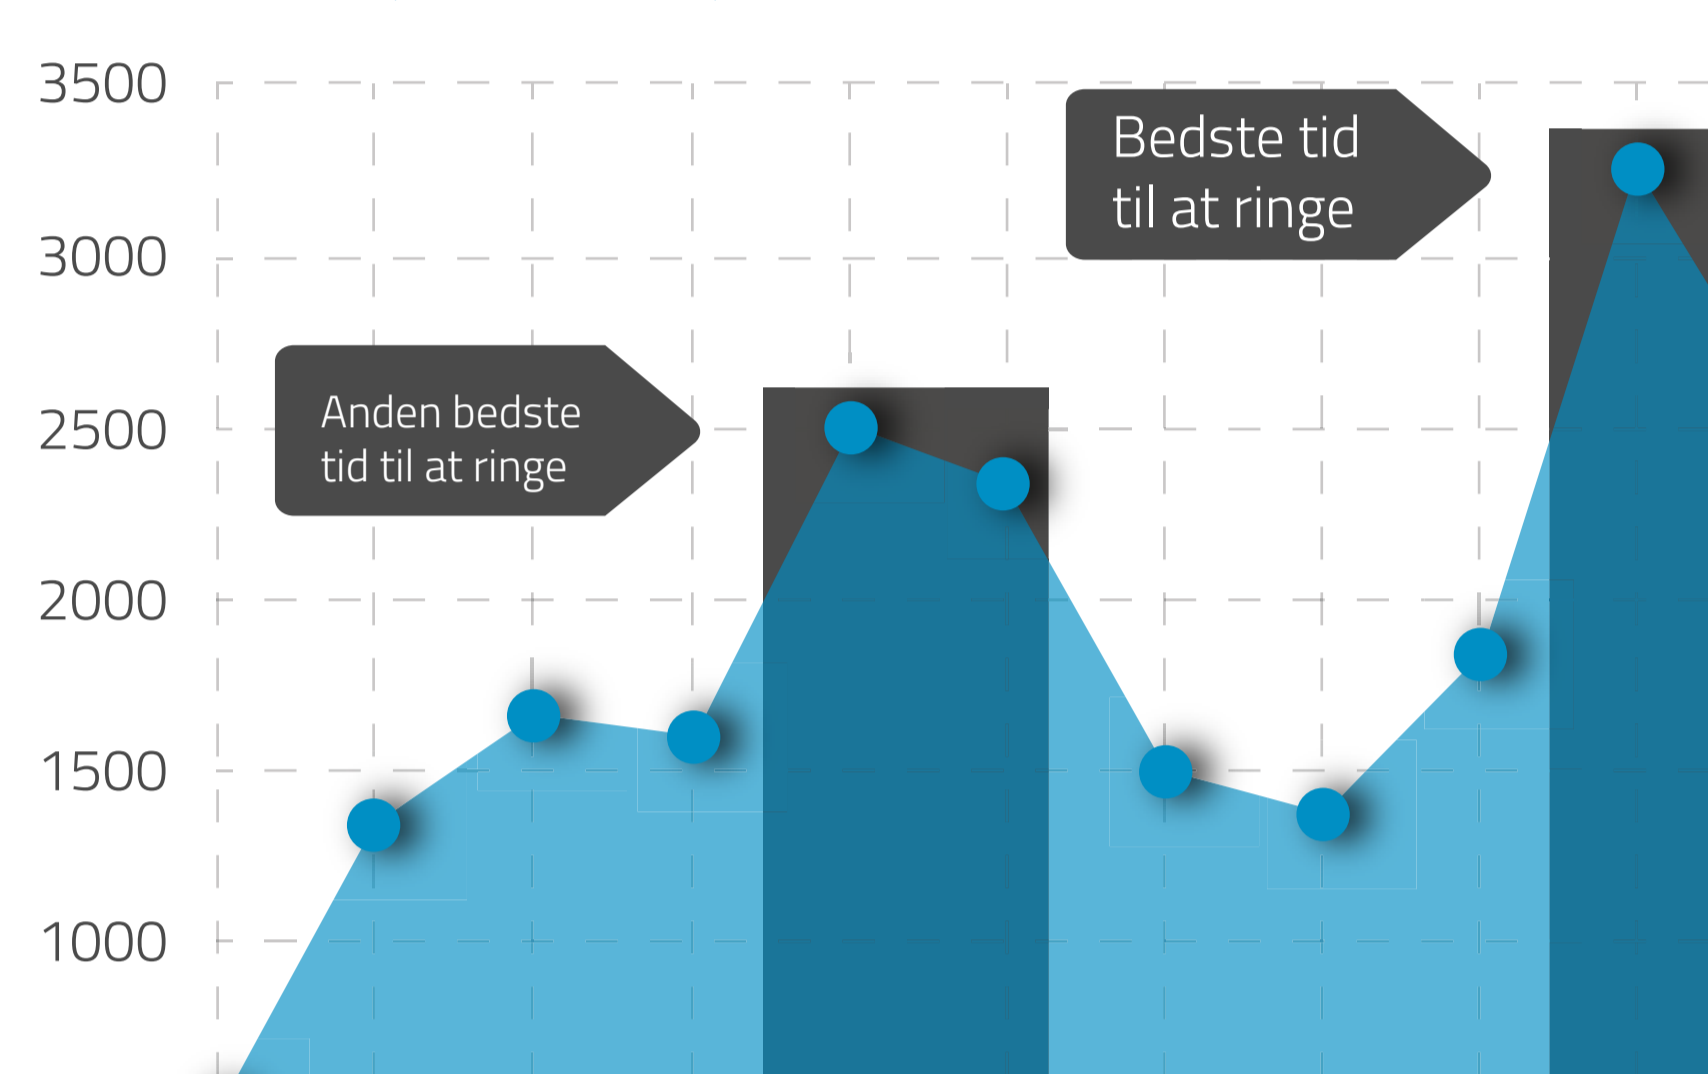 3500
Bedste tid
til at ringe
3000
Anden bedste
tid til at ringe
2500
2000
1500
1000